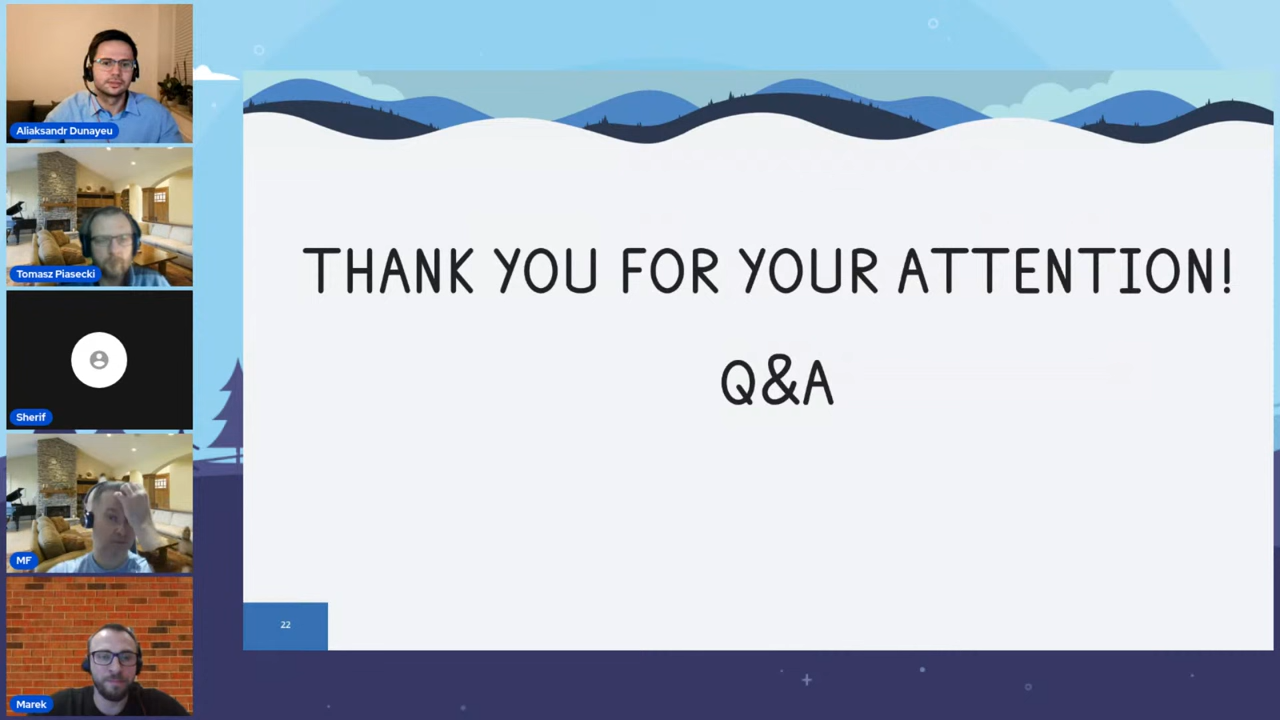 Aliaksandr Dunayeu
Tomasz Piasecki
Sherif
MF
Marek
THANK YOU FOR YOUR ATTENTION!
Q&A
22